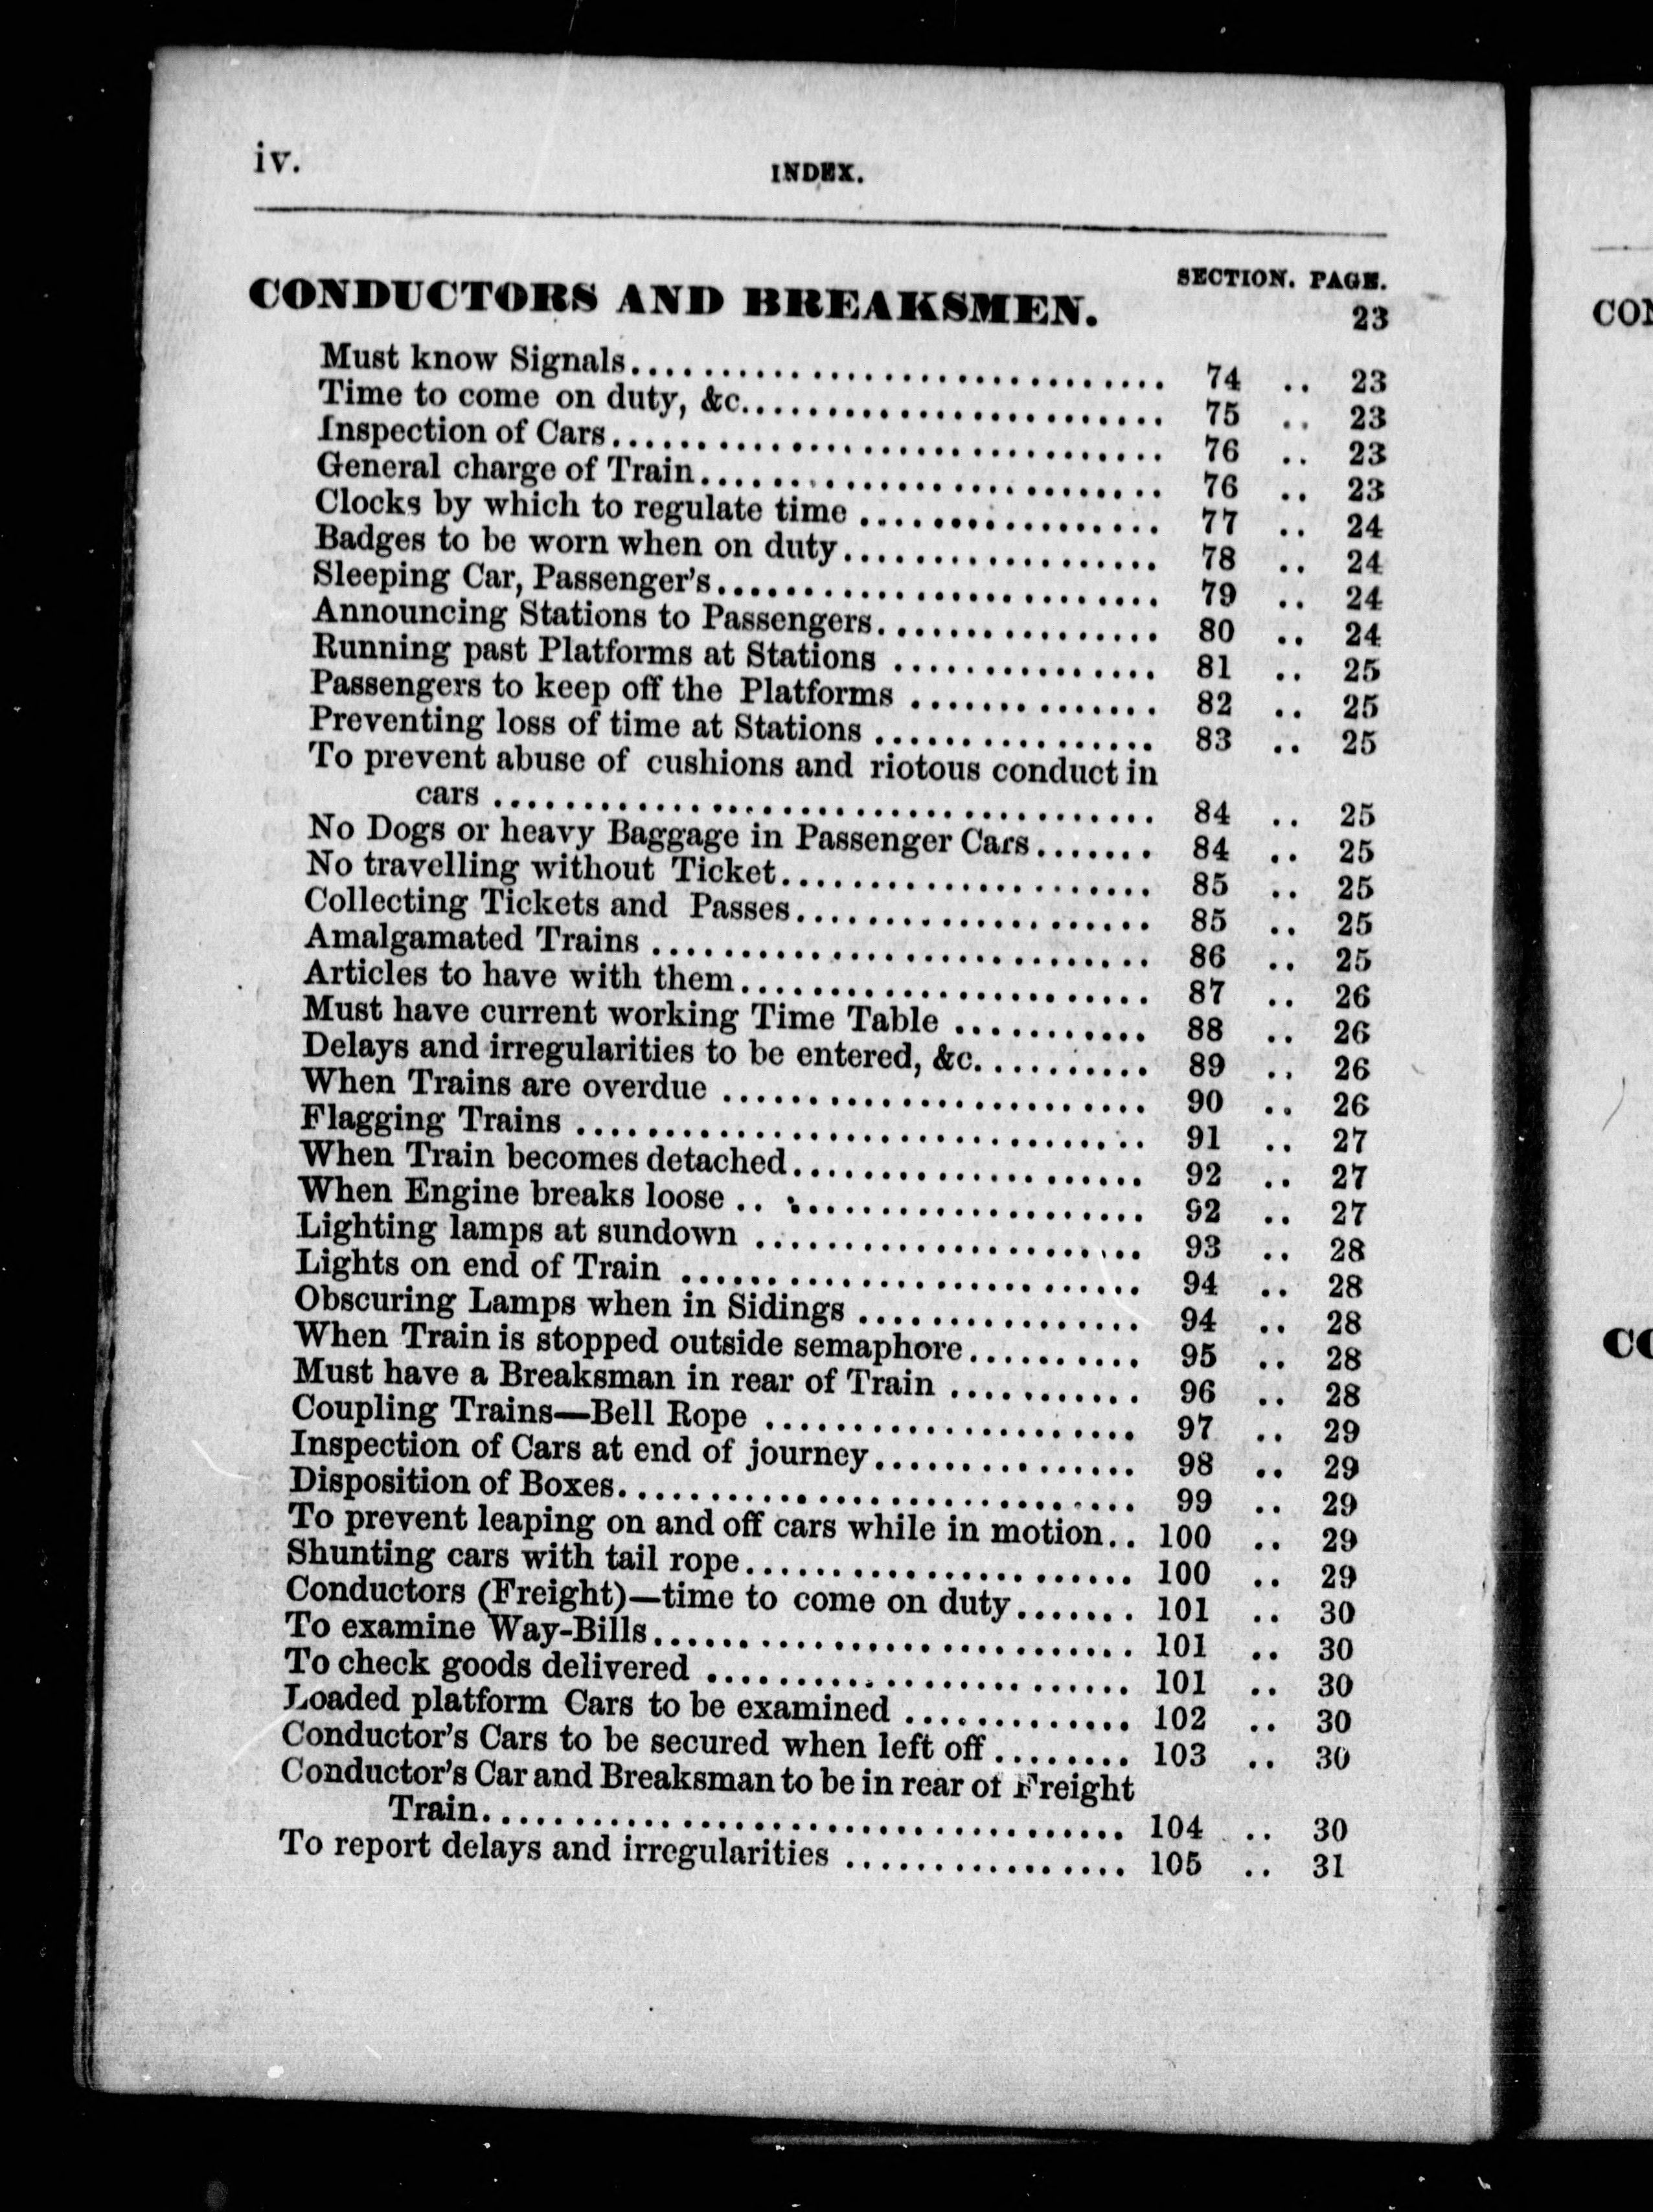 iv.
INDEX.
SECTION. PAGE.
CONDUCTORS AND BREAKSMEN. 23
Must know Signals.............................. 74 .. 23
Time to come on duty, &c........................ 75 .. 23
Inspection of Cars............................... 76 .. 23
General charge of Train.......................... 76 .. 23
Clocks by which to regulate time ................. 77 .. 24
Badges to be worn when on duty.................. 78 .. 24
Sleeping Car, Passenger's......................... 79 .. 24
Announcing Stations to Passengers................ 80 .. 24
Running past Platforms at Stations ............... 81 .. 25
Passengers to keep off the Platforms .............. 82 .. 25
Preventing loss of time at Stations ................ 83 .. 25
To prevent abuse of cushions and riotous conduct in
cars ..................................... 84 .. 25
No Dogs or heavy Baggage in Passenger Cars....... 84 .. 25
No travelling without Ticket..................... 85 .. 25
Collecting Tickets and Passes.................... 85 .. 25
Amalgamated Trains ............................ 86 .. 25
Articles to have with them....................... 87 .. 26
Must have current working Time Table ........... 88 .. 26
Delays and irregularities to be entered, &c.......... 89 .. 26
When Trains are overdue ........................ 90 .. 26
Flagging Trains ................................ 91 .. 27
When Train becomes detached.................... 92 .. 27
When Engine breaks loose .. .................... 92 .. 27
Lighting lamps at sundown ...................... 93 .. 28
Lights on end of Train .......................... 94 .. 28
Obscuring Lamps when in Sidings ................ 94 .. 28
When Train is stopped outside semaphore.......... 95 .. 28
Must have a Breaksman in rear of Train ........... 96 .. 28
Coupling Trains—Bell Rope ..................... 97 .. 29
Inspection of Cars at end of journey............... 98 .. 29
Disposition of Boxes............................. 99 .. 29
To prevent leaping on and off cars while in motion.. 100 .. 29
Shunting cars with tail rope...................... 100 .. 29
Conductors (Freight)—time to come on duty....... 101 .. 30
To examine Way-Bills........................... 101 .. 30
To check goods delivered ........................ 101 .. 30
Loaded platform Cars to be examined ............. 102 .. 30
Conductor's Cars to be secured when left off........ 103 .. 30
Conductor's Car and Breaksman to be in rear of Freight
Train.................................... 104 .. 30
To report delays and irregularities ................ 105 .. 31